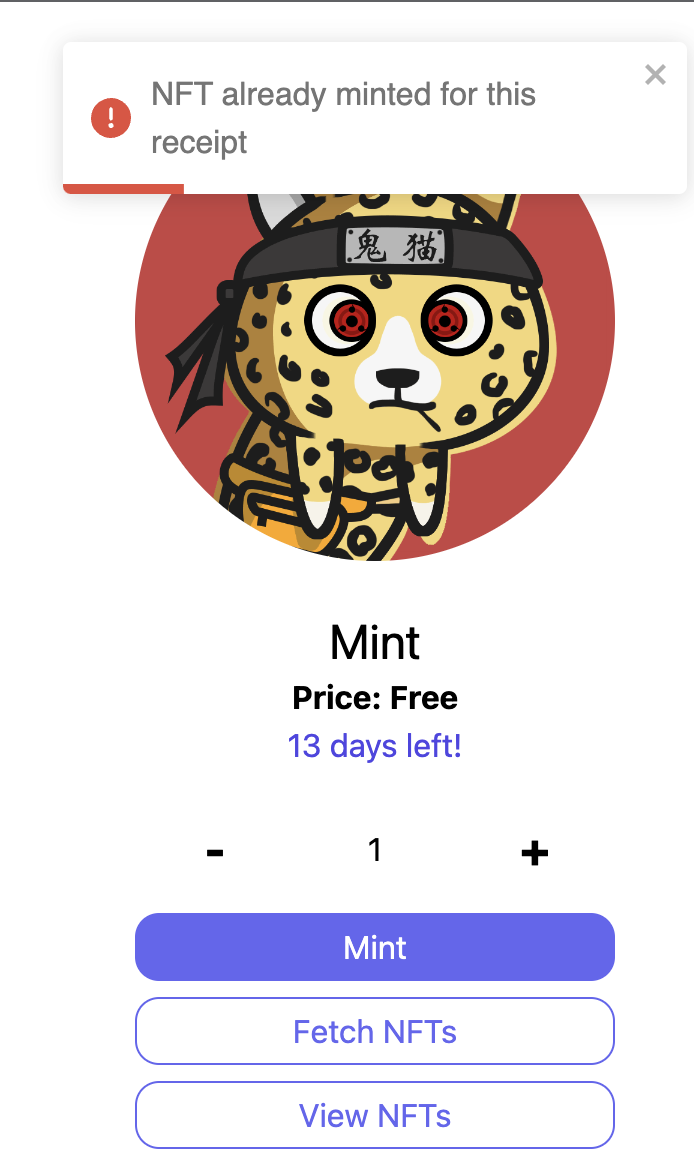 NFT already minted for this
receipt
鬼 猫
Mint
Price: Free
13 days left!
- 1 +
Mint
Fetch NFTs
View NFTs